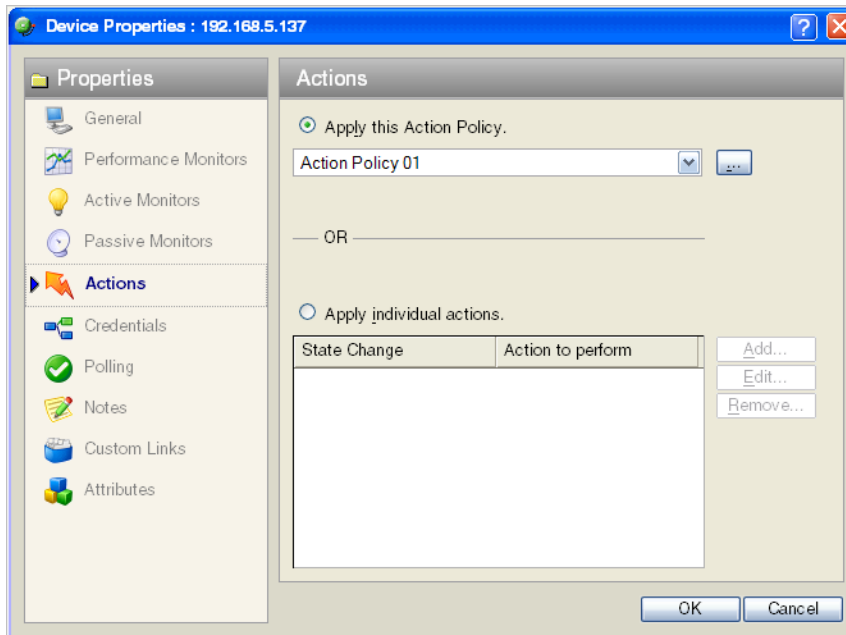 Device Properties : 192.168.5.137
?
Properties
General
Performance Monitors
Active Monitors
Passive Monitors
Actions
Credentials
Polling
Notes
Custom Links
Attributes
Actions
Apply this Action Policy.
Action Policy 01
...
OR
Apply individual actions.
State Change Action to perform
Add...
Edit...
Remove...
OK Cancel